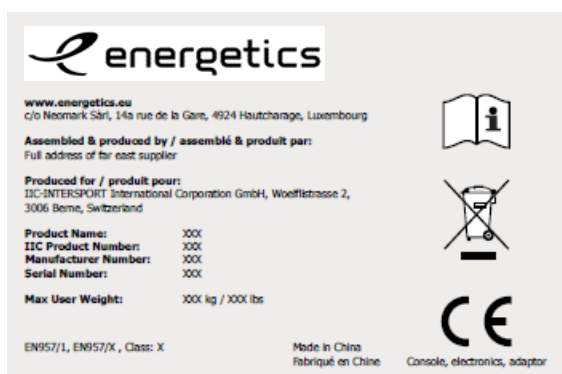 energetics
www.energetics.eu
c/o Neomark Sàrl, 14a rue de la Gare, 4924 Hautcharage, Luxembourg
Assembled & produced by / assemblé & produit par:
Full address of far east supplier
Produced for / produit pour:
IIC-INTERSPORT International Corporation GmbH, Woelflistrasse 2,
3006 Berne, Switzerland
Product Name: XXX
IIC Product Number: XXX
Manufacturer Number: XXX
Serial Number: XXX
Max User Weight: XXX kg / XXX lbs
EN957/1, EN957/X , Class: X
Made in China
Fabriqué en Chine
CE
Console, electronics, adaptor